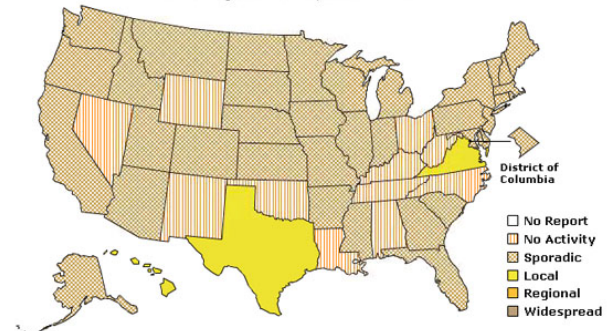 District of
Columbia
No Report
No Activity
Sporadic
Local
Regional
Widespread